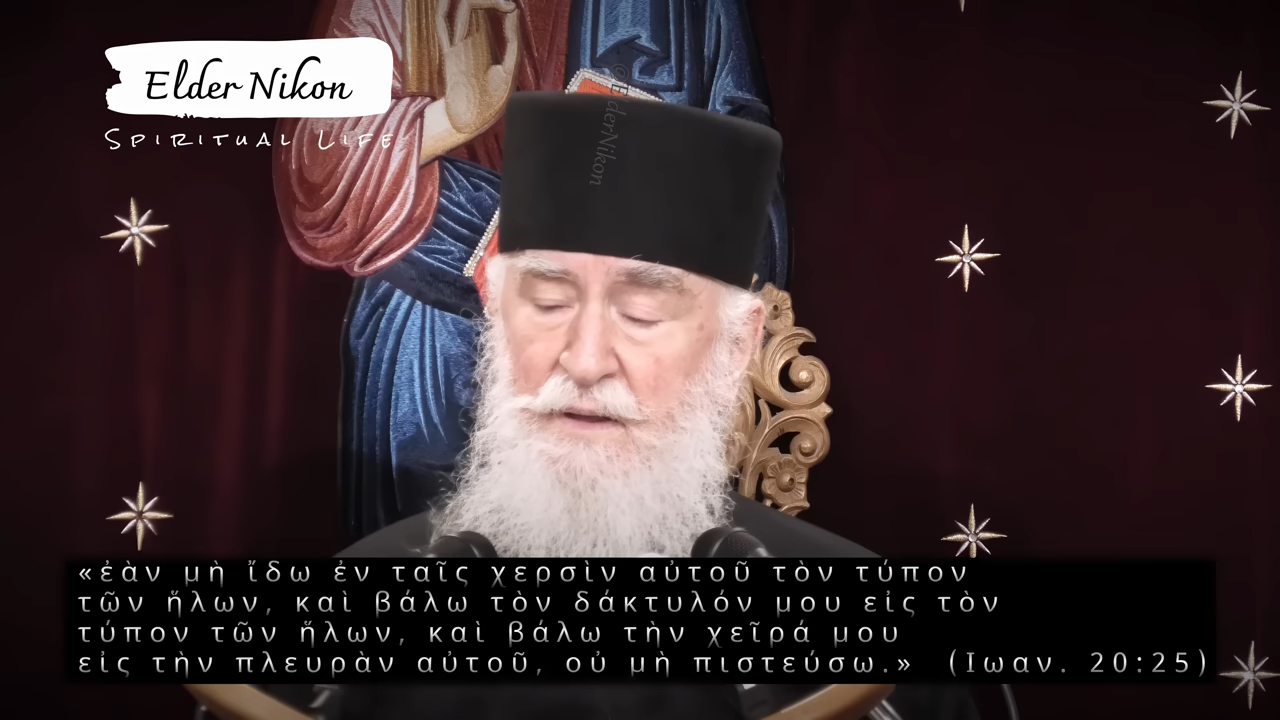 Elder Nikon
SPIRITUAL LIFE
©ElderNikon
«ἐὰν μὴ ἴδω ἐν ταῖς χερσὶν αὐτοῦ τὸν τύπον
τῶν ἥλων, καὶ βάλω τὸν δάκτυλόν μου εἰς τὸν
τύπον τῶν ἥλων, καὶ βάλω τὴν χεῖρά μου
εἰς τὴν πλευρὰν αὐτοῦ, οὐ μὴ πιστεύσω.» (Ιωαν. 20:25)